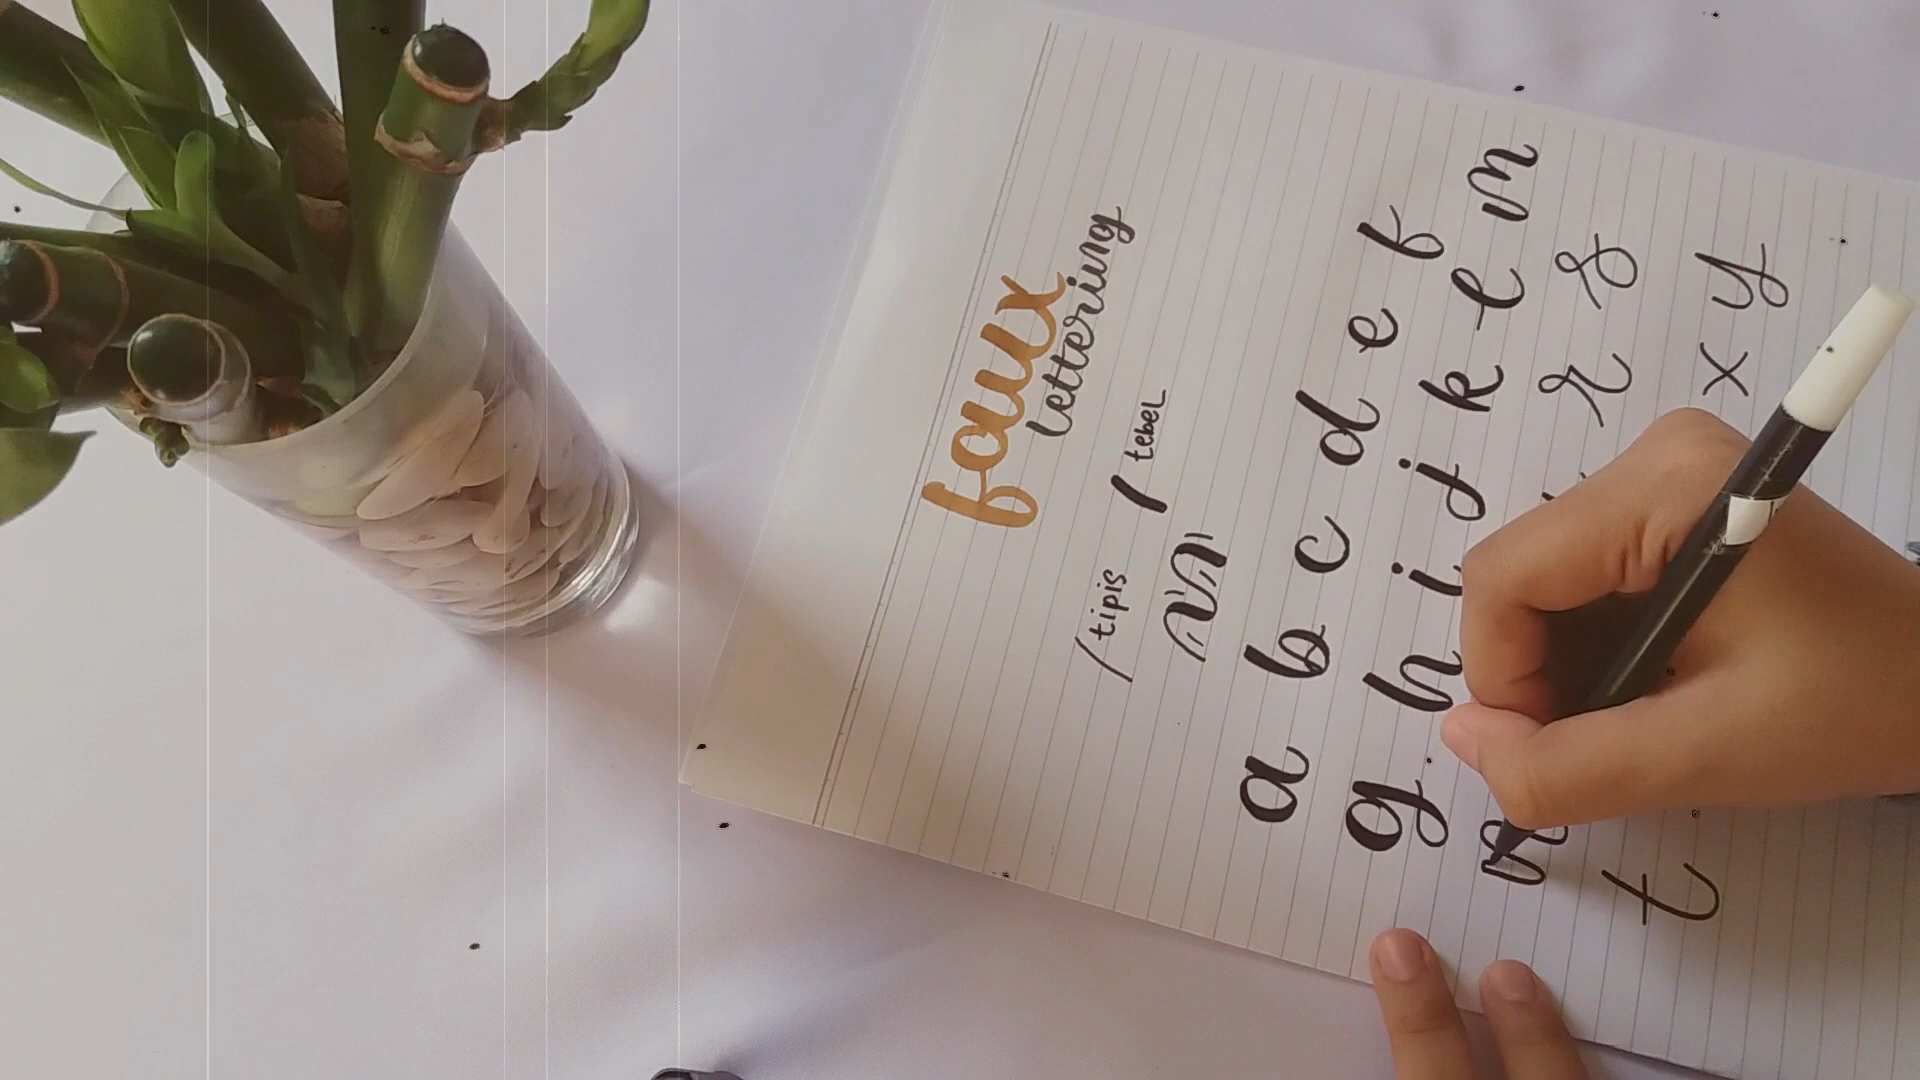 faux
Lettering
/ tipis / tebel
a b c d e f
g h i j k l m
n r s
t x y